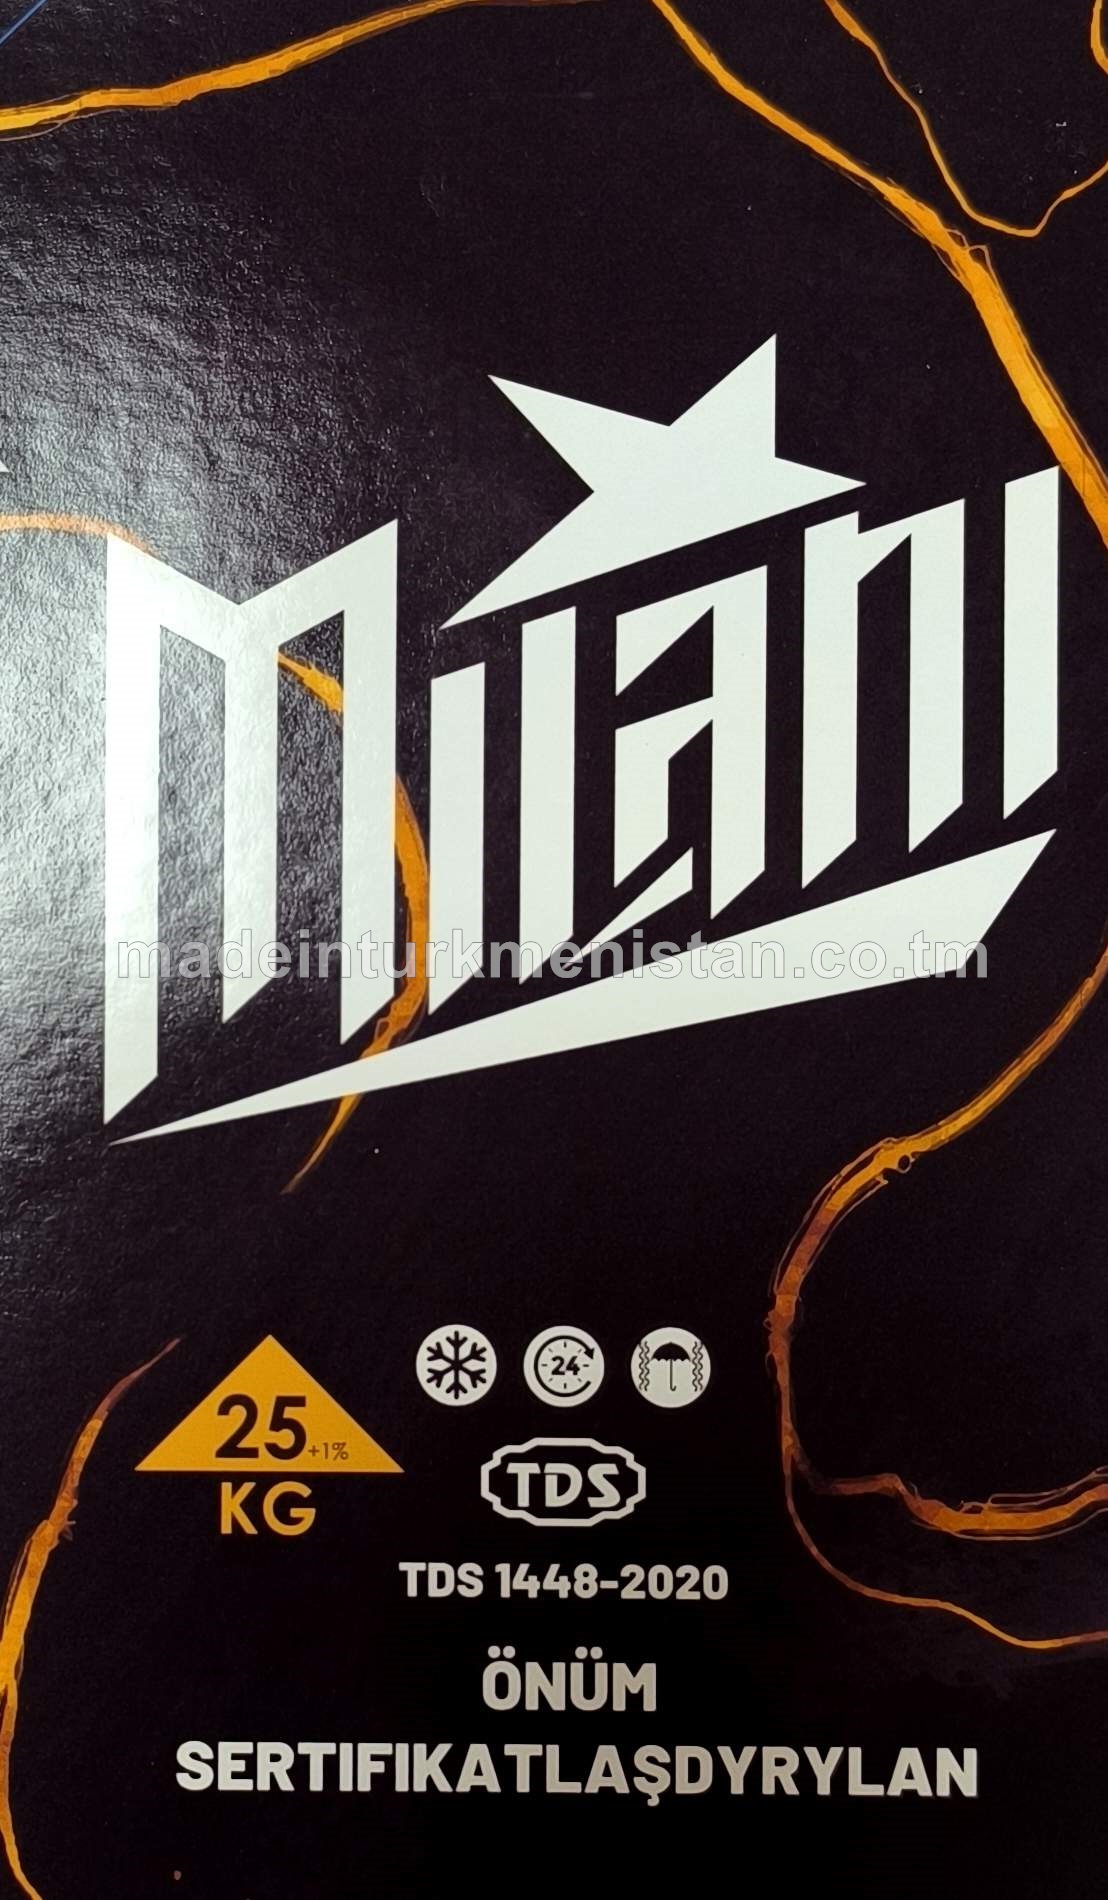 MILANI
madeinturkmenistan.co.tm
24
25 +1%
KG
TDS
TDS 1448-2020
ÖNÜM
SERTIFIKATLAŞDYRYLAN